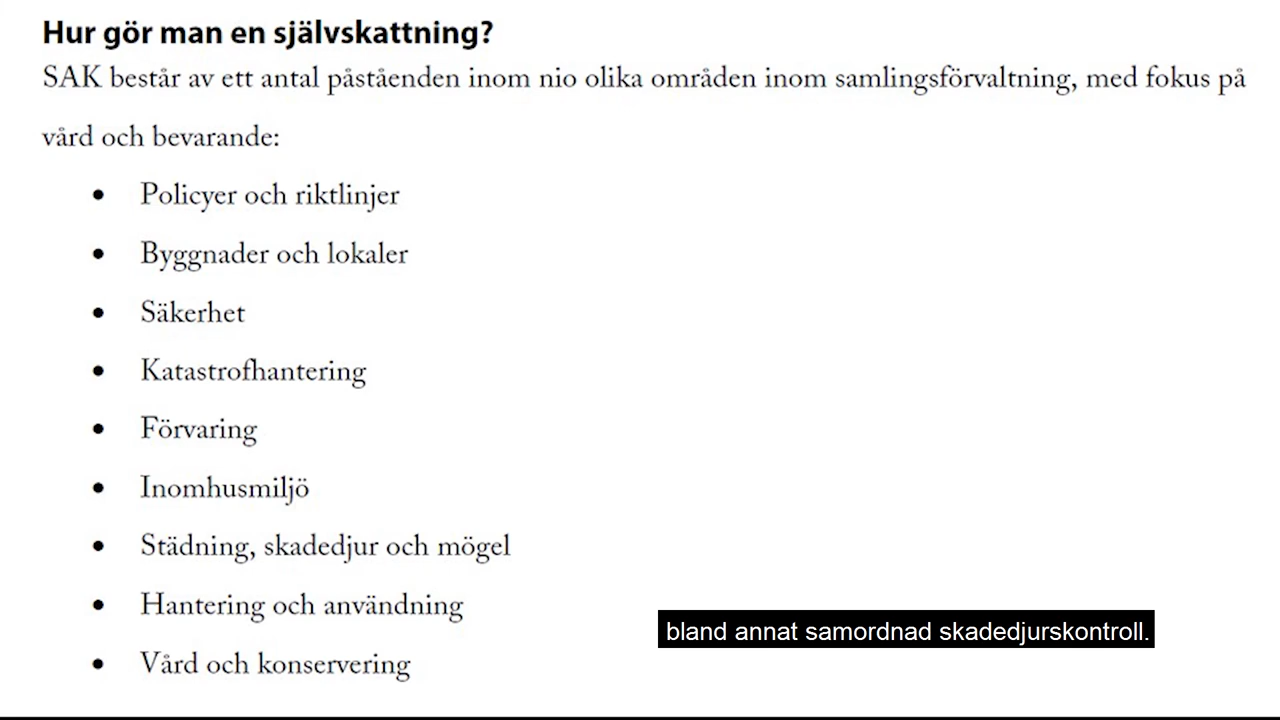 Hur gör man en självskattning?
SAK består av ett antal påståenden inom nio olika områden inom samlingsförvaltning, med fokus på
vård och bevarande:
• Policyer och riktlinjer
• Byggnader och lokaler
• Säkerhet
• Katastrofhantering
• Förvaring
• Inomhusmiljö
• Städning, skadedjur och mögel
• Hantering och användning
• Vård och konservering
bland annat samordnad skadedjurskontroll.